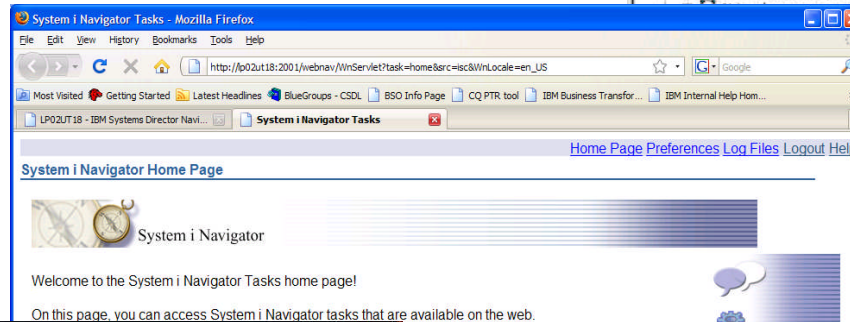 System i Navigator Tasks - Mozilla Firefox
File Edit View History Bookmarks Tools Help
http://lp02ut18:2001/webnav/WnServlet?task=home&src=isc&WnLocale=en_US G Google
Most Visited Getting Started Latest Headlines BlueGroups - CSDL BSO Info Page CQ PTR tool IBM Business Transfor... IBM Internal Help Hom...
LP02UT18 - IBM Systems Director Navi... System i Navigator Tasks
Home Page Preferences Log Files Logout Hel
System i Navigator Home Page
System i Navigator
Welcome to the System i Navigator Tasks home page!
On this page, you can access System i Navigator tasks that are available on the web.